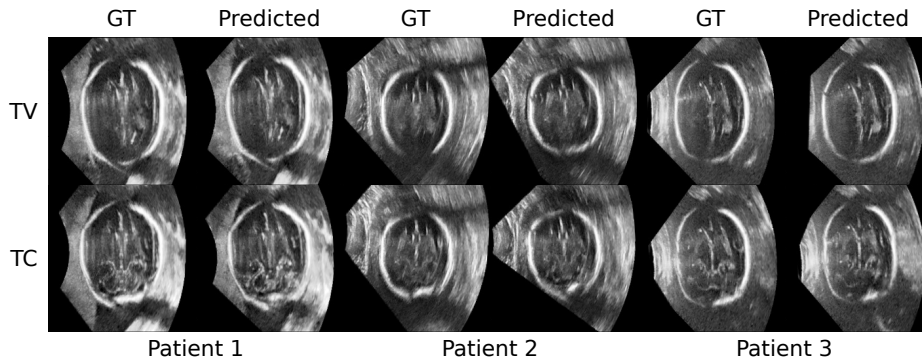 GT Predicted GT Predicted GT Predicted
TV
TC
Patient 1 Patient 2 Patient 3